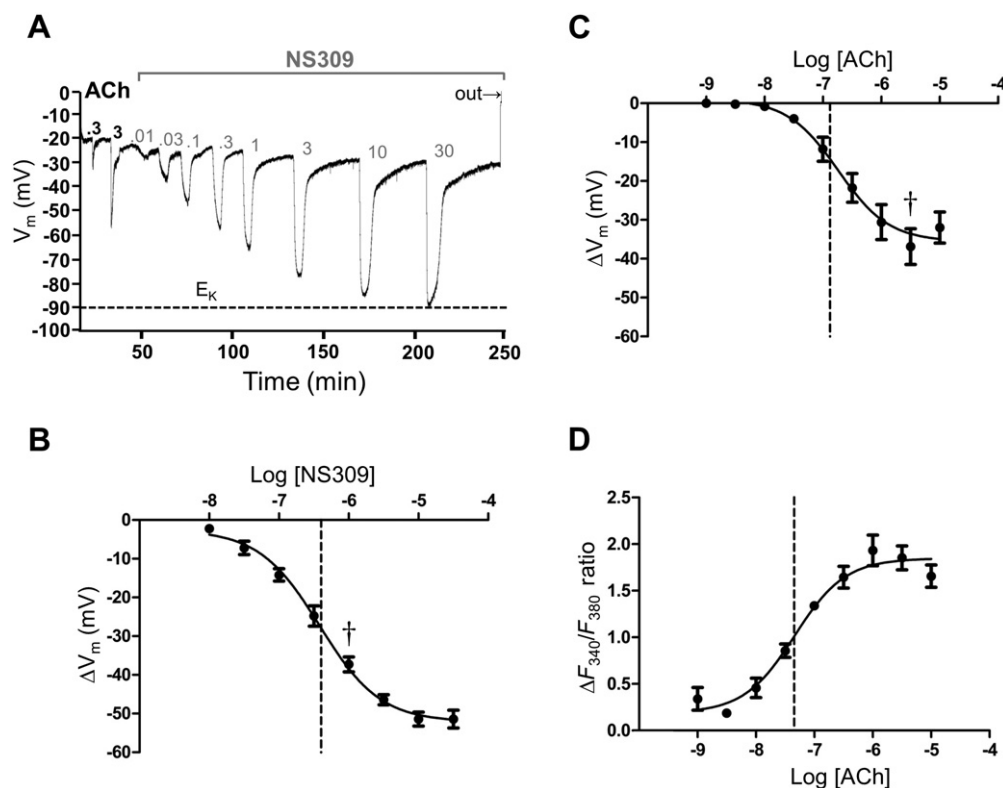 A
NS309
ACh
out→
.3 3 .01 .03 .1 .3 1 3 10 30
0
-10
-20
-30
-40
-50
-60
-70
-80
-90
-100
Vm (mV)
EK
50 100 150 200 250
Time (min)
B
Log [NS309]
-8 -7 -6 -5 -4
0
-10
-20
-30
-40
-50
-60
ΔVm (mV)
†
C
Log [ACh]
-9 -8 -7 -6 -5 -4
0
-10
-20
-30
-40
-50
-60
ΔVm (mV)
†
D
2.5
2.0
1.5
1.0
0.5
0.0
ΔF340/F380 ratio
-9 -8 -7 -6 -5 -4
Log [ACh]